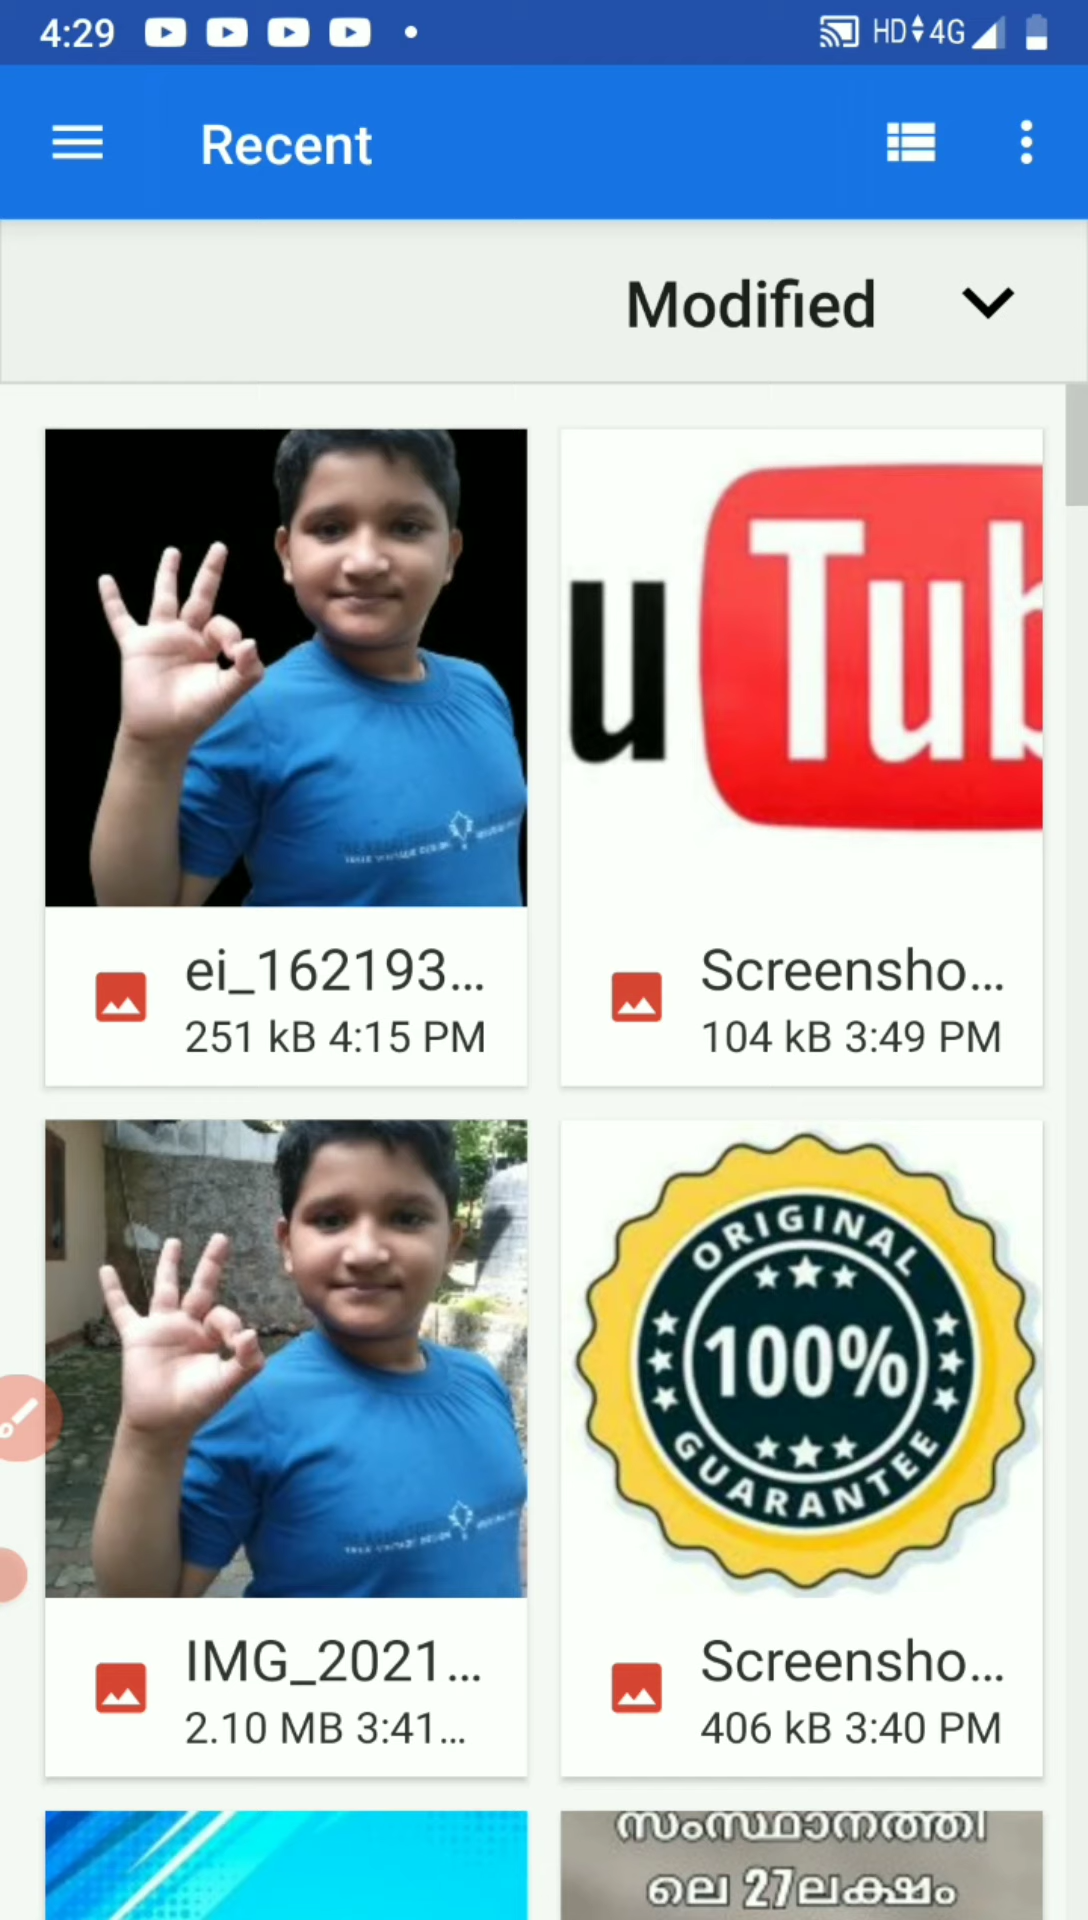 4:29 HD 4G
Recent
Modified
u Tub
ei_162193...
251 kB 4:15 PM
Screensho...
104 kB 3:49 PM
ORIGINAL
100%
GUARANTEE
IMG_2021...
2.10 MB 3:41...
Screensho...
406 kB 3:40 PM
സംസ്ഥാനത്തി
ലെ 27ലക്ഷം